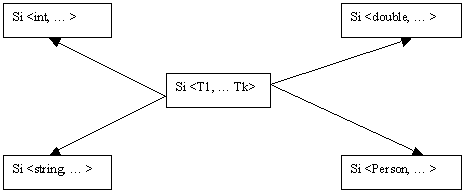 Si <int, ... >
Si <double, ... >
Si <T1, ... Tk>
Si <string, ... >
Si <Person, ... >